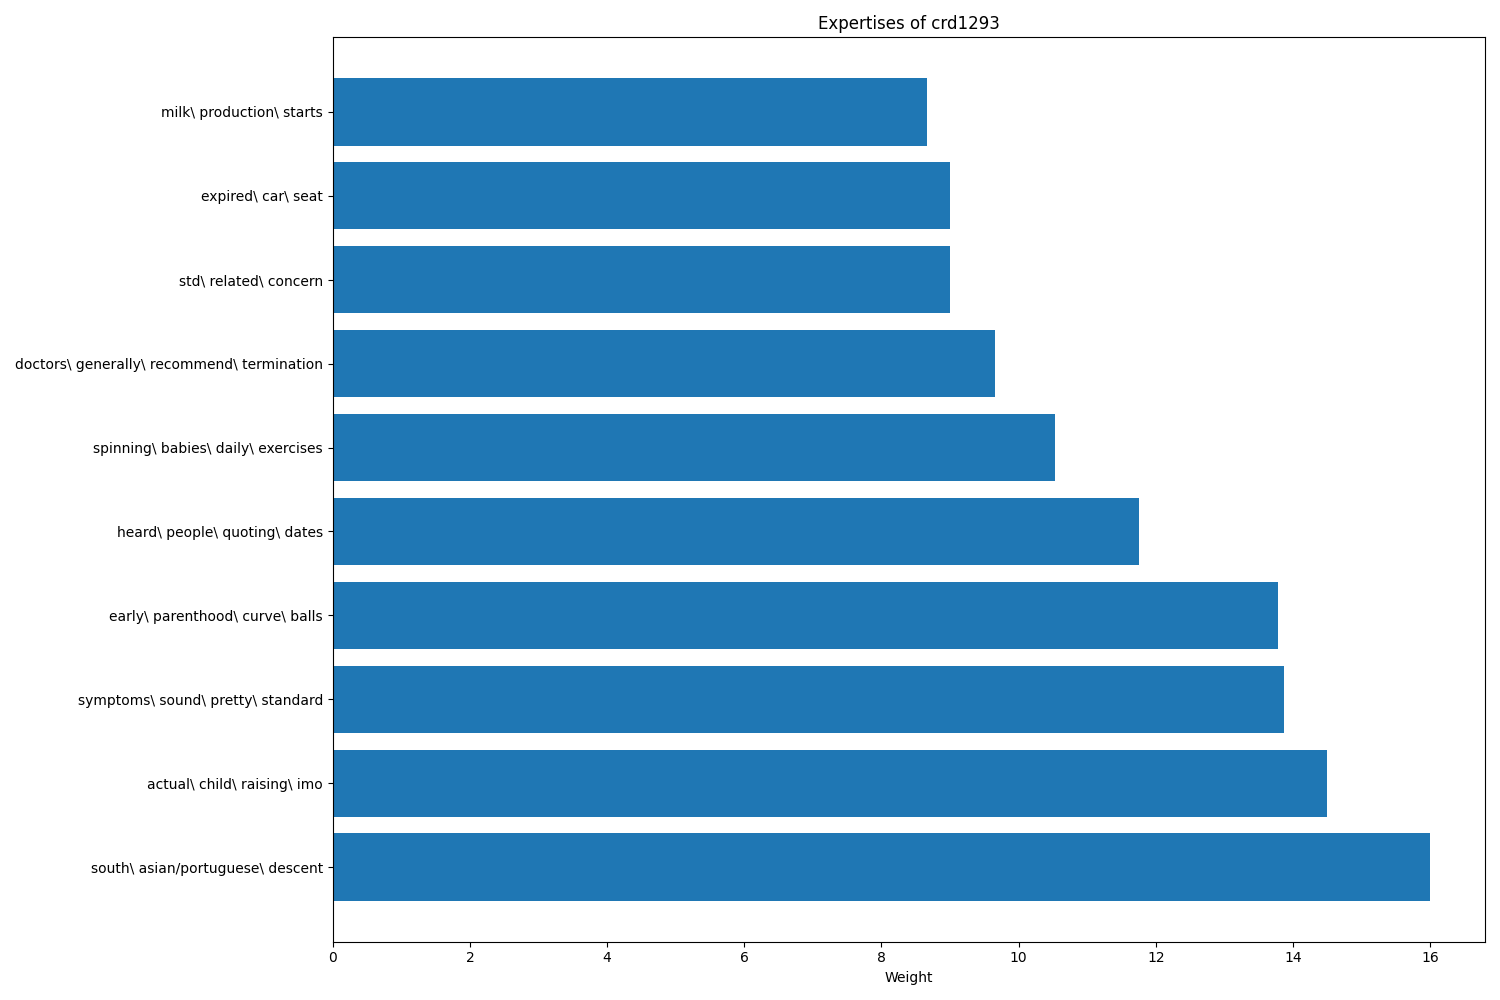 Expertises of crd1293
milk\ production\ starts
expired\ car\ seat
std\ related\ concern
doctors\ generally\ recommend\ termination
spinning\ babies\ daily\ exercises
heard\ people\ quoting\ dates
early\ parenthood\ curve\ balls
symptoms\ sound\ pretty\ standard
actual\ child\ raising\ imo
south\ asian/portuguese\ descent
0 2 4 6 8 10 12 14 16
Weight